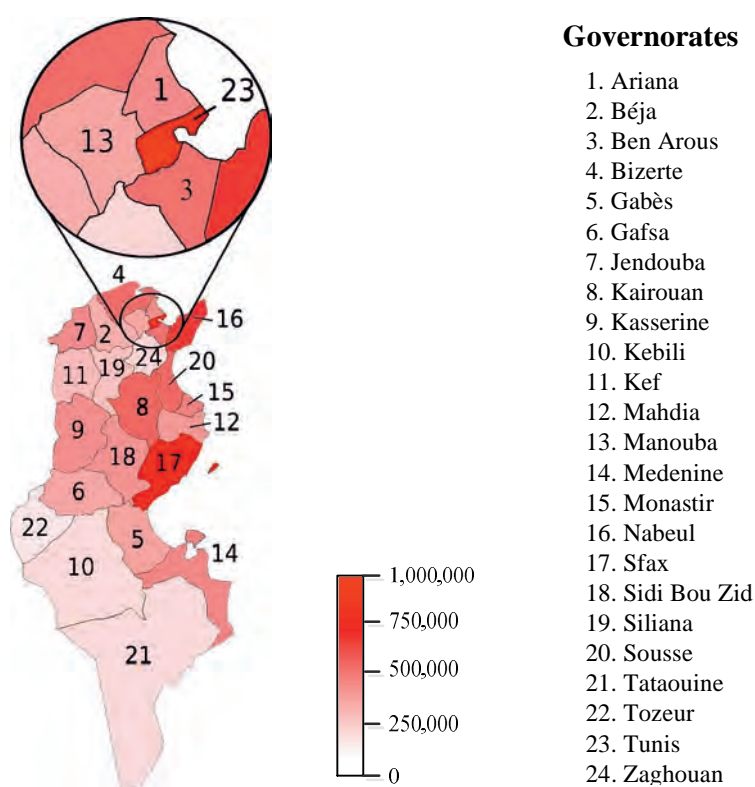 1
23
13
3
4
16
7
2
24
20
11
19
15
8
12
9
18
17
6
22
5
14
10
21
1,000,000
750,000
500,000
250,000
0
Governorates
1. Ariana
2. Béja
3. Ben Arous
4. Bizerte
5. Gabès
6. Gafsa
7. Jendouba
8. Kairouan
9. Kasserine
10. Kebili
11. Kef
12. Mahdia
13. Manouba
14. Medenine
15. Monastir
16. Nabeul
17. Sfax
18. Sidi Bou Zid
19. Siliana
20. Sousse
21. Tataouine
22. Tozeur
23. Tunis
24. Zaghouan